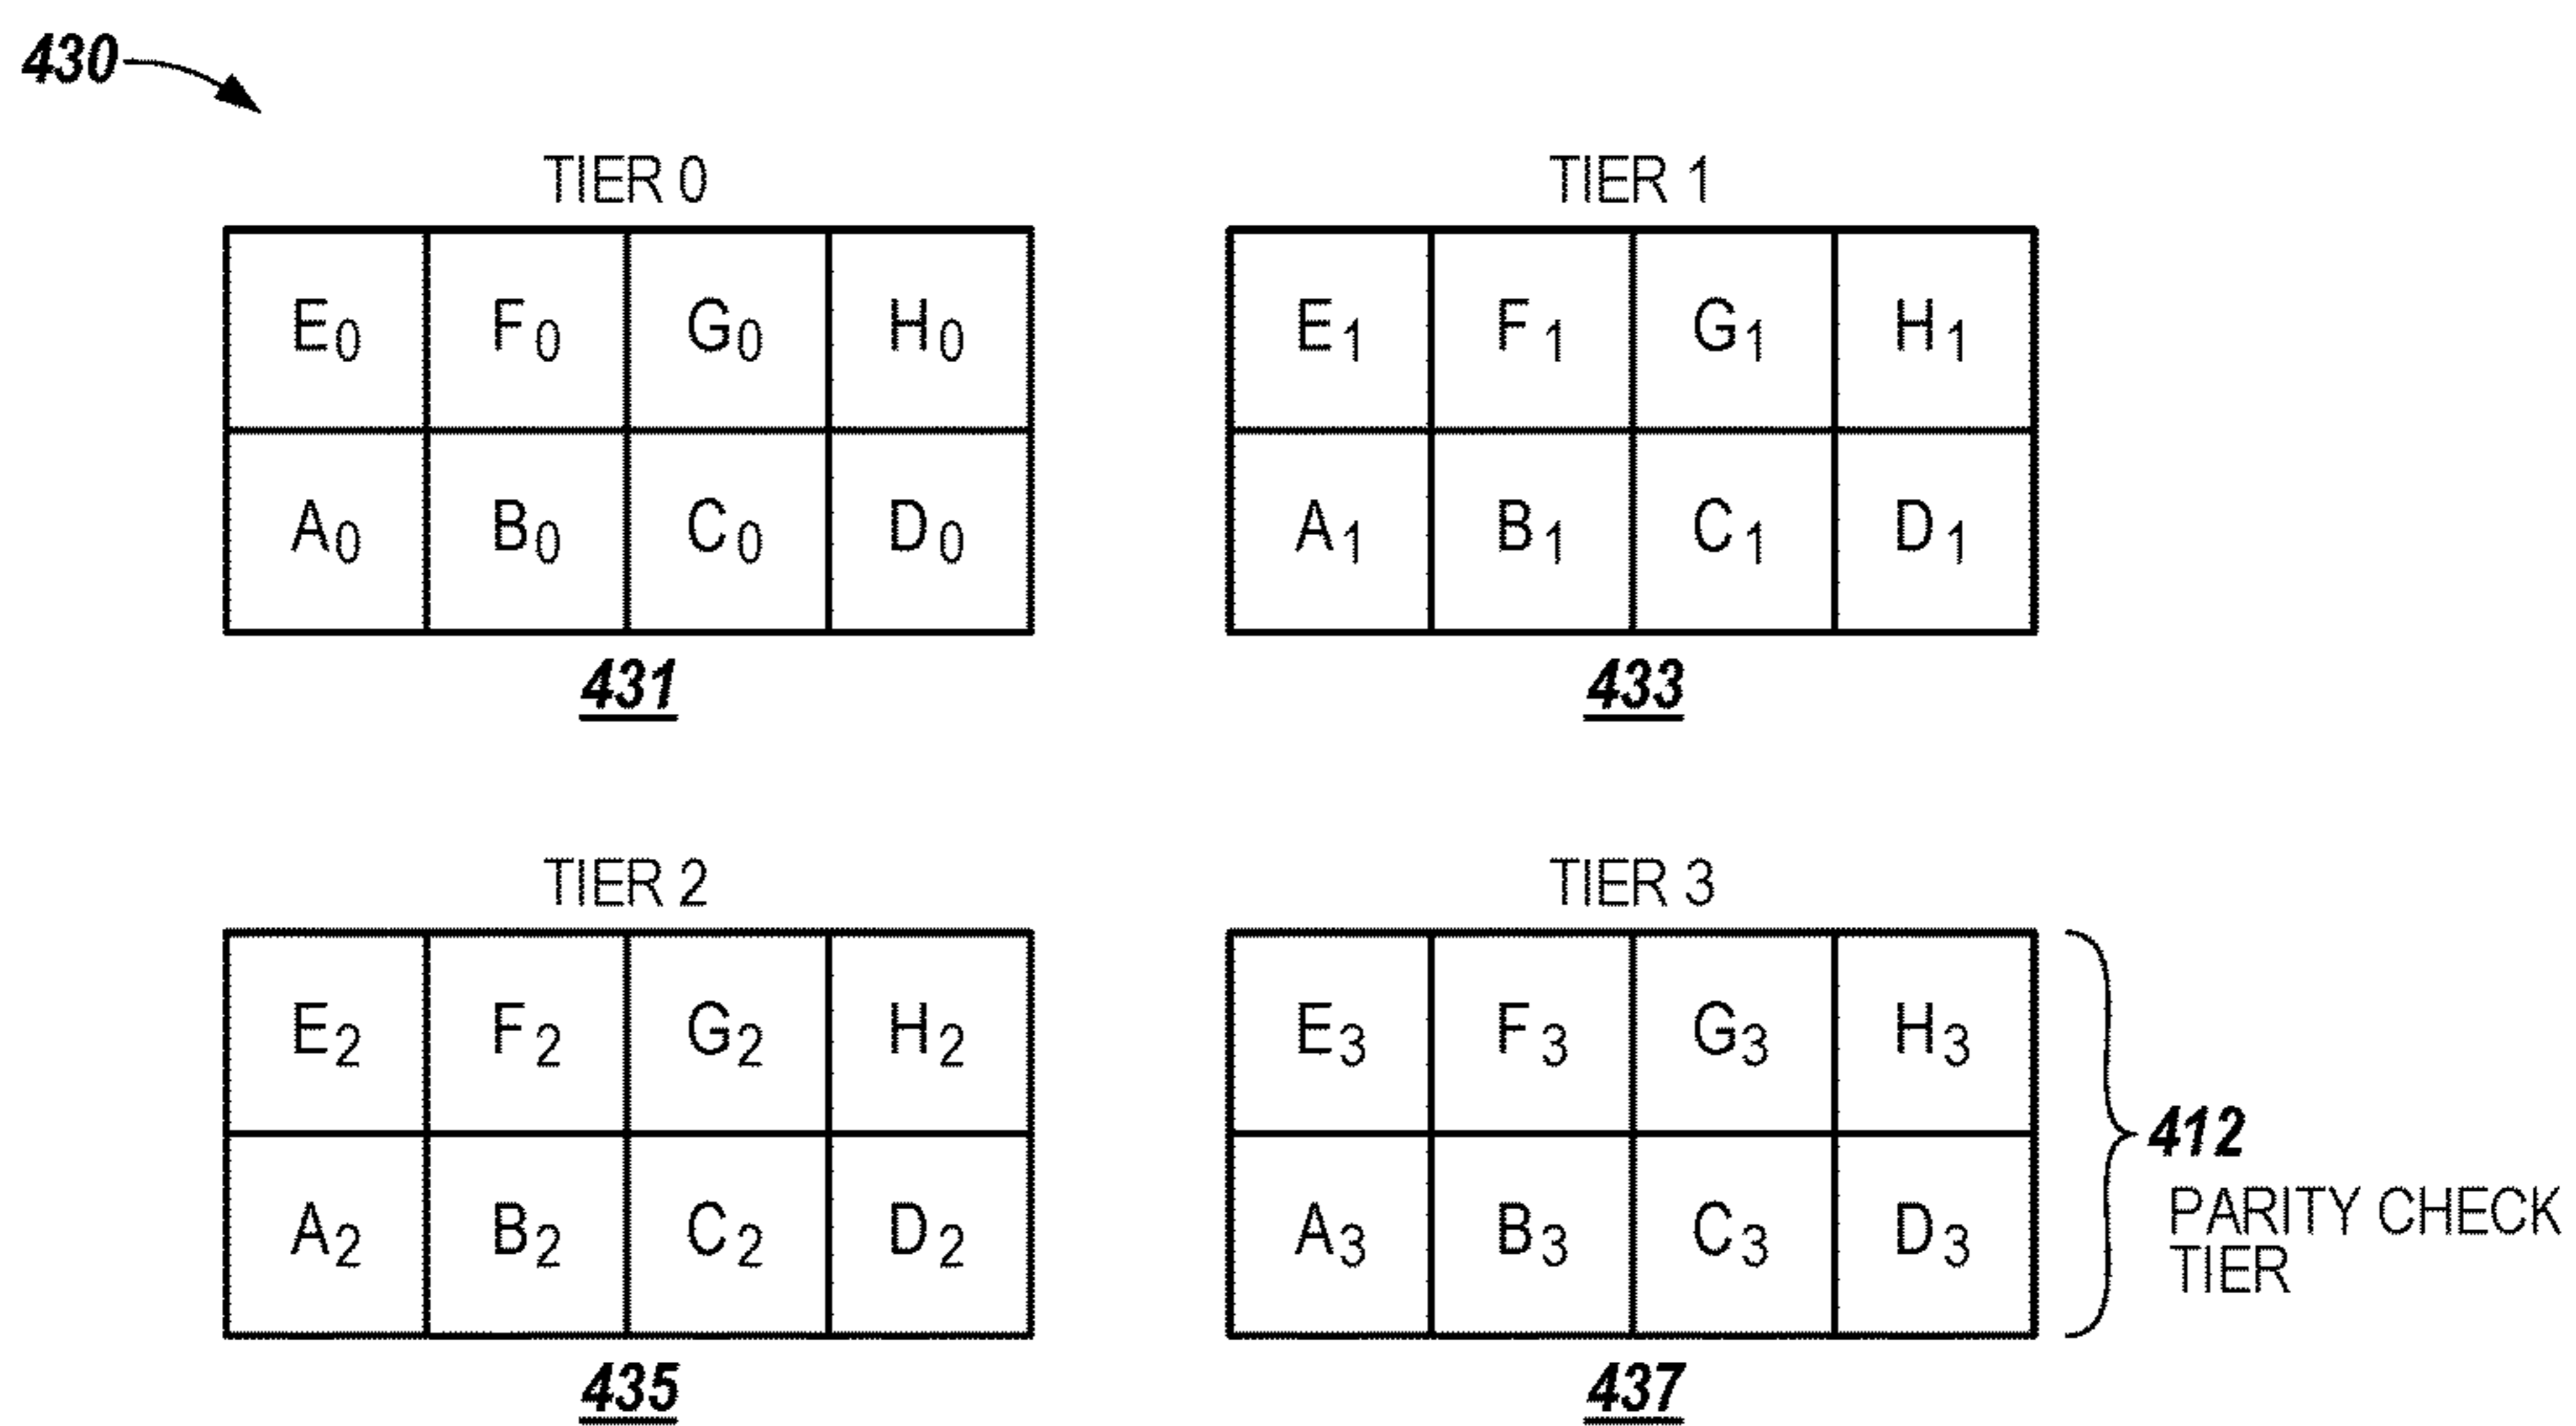 430
TIER 0
TIER 1
E0 F0 G0 H0
E1 F1 G1 H1
A0 B0 C0 D0
A1 B1 C1 D1
431
433
TIER 2
TIER 3
E2 F2 G2 H2
E3 F3 G3 H3
A2 B2 C2 D2
A3 B3 C3 D3
412
PARITY CHECK
TIER
435
437